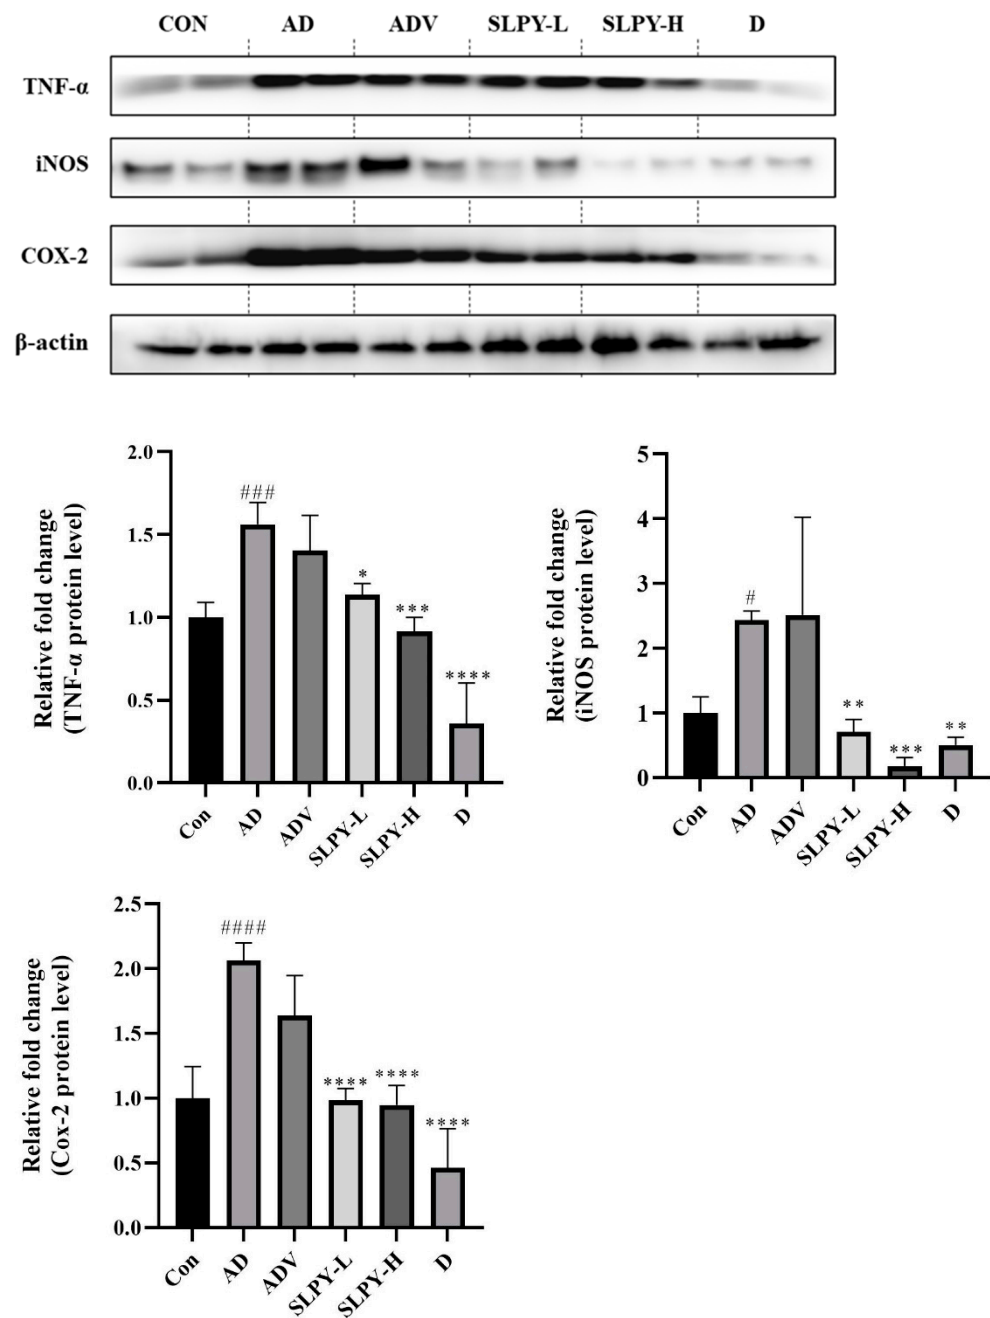 CON AD ADV SLPY-L SLPY-H D
TNF-α
iNOS
COX-2
β-actin
Relative fold change
(TNF-α protein level)
2.0
1.5
1.0
0.5
0.0
###
*
***
****
Con AD ADV SLPY-L SLPY-H D
Relative fold change
(iNOS protein level)
5
4
3
2
1
0
#
**
***
**
Con AD ADV SLPY-L SLPY-H D
Relative fold change
(Cox-2 protein level)
2.5
2.0
1.5
1.0
0.5
0.0
####
****
****
****
Con AD ADV SLPY-L SLPY-H D